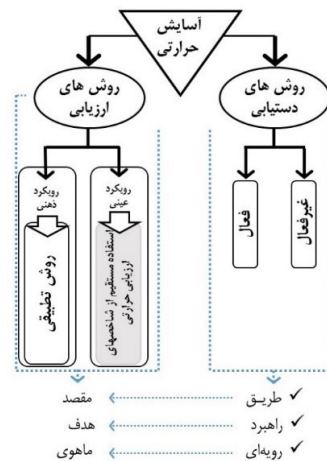 آسایش
حرارتی
روش های
دستیابی
روش های
ارزیابی
فعال
غیرفعال
رویکرد
عینی
استفاده مستقیم از شاخصهای
ارزیابی حرارتی
رویکرد
ذهنی
روش تطبیقی
✓ طریق مقصد
✓ راهبرد هدف
✓ رویه‌ای ماهوی